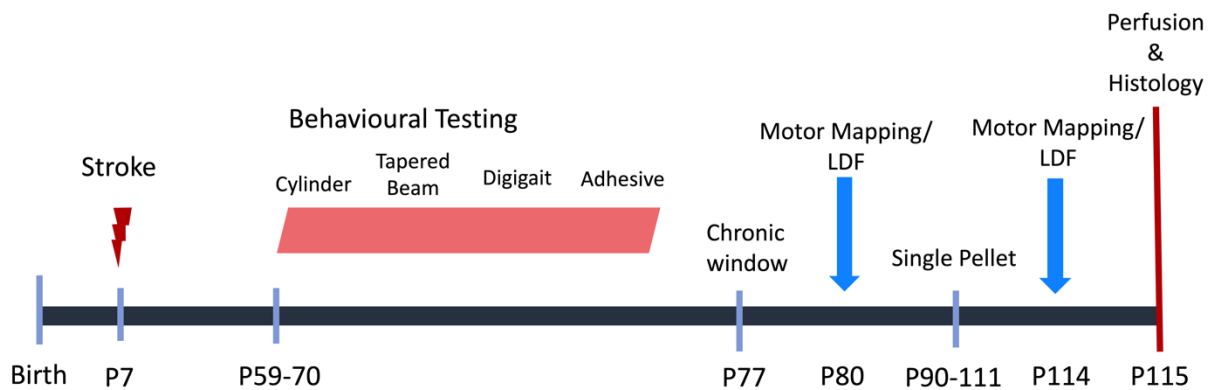 Perfusion
&
Histology
Behavioural Testing
Motor Mapping/
LDF
Motor Mapping/
LDF
Stroke
Cylinder
Tapered
Beam
Digigait
Adhesive
Chronic
window
Single Pellet
Birth
P7
P59-70
P77
P80
P90-111
P114
P115